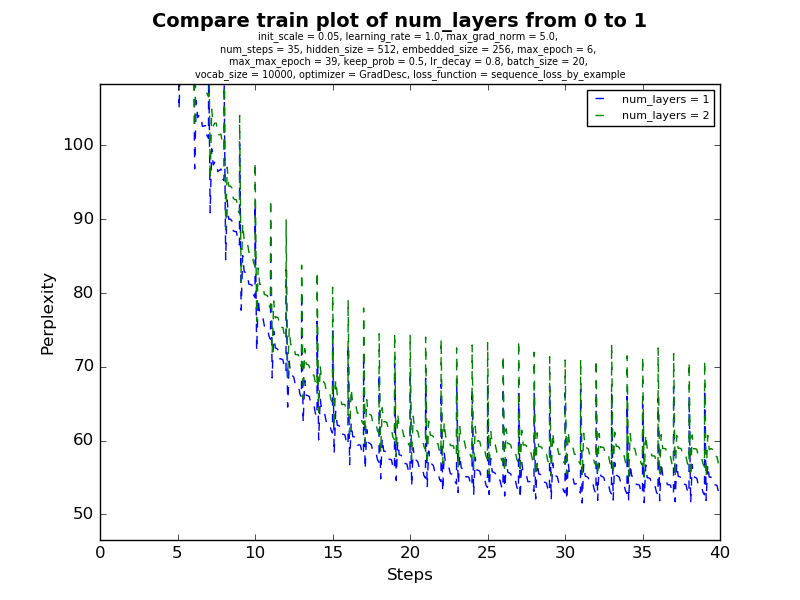 Compare train plot of num_layers from 0 to 1
init_scale = 0.05, learning_rate = 1.0, max_grad_norm = 5.0,
num_steps = 35, hidden_size = 512, embedded_size = 256, max_epoch = 6,
max_max_epoch = 39, keep_prob = 0.5, lr_decay = 0.8, batch_size = 20,
vocab_size = 10000, optimizer = GradDesc, loss_function = sequence_loss_by_example
num_layers = 1
num_layers = 2
100
90
80
70
60
50
Perplexity
0 5 10 15 20 25 30 35 40
Steps